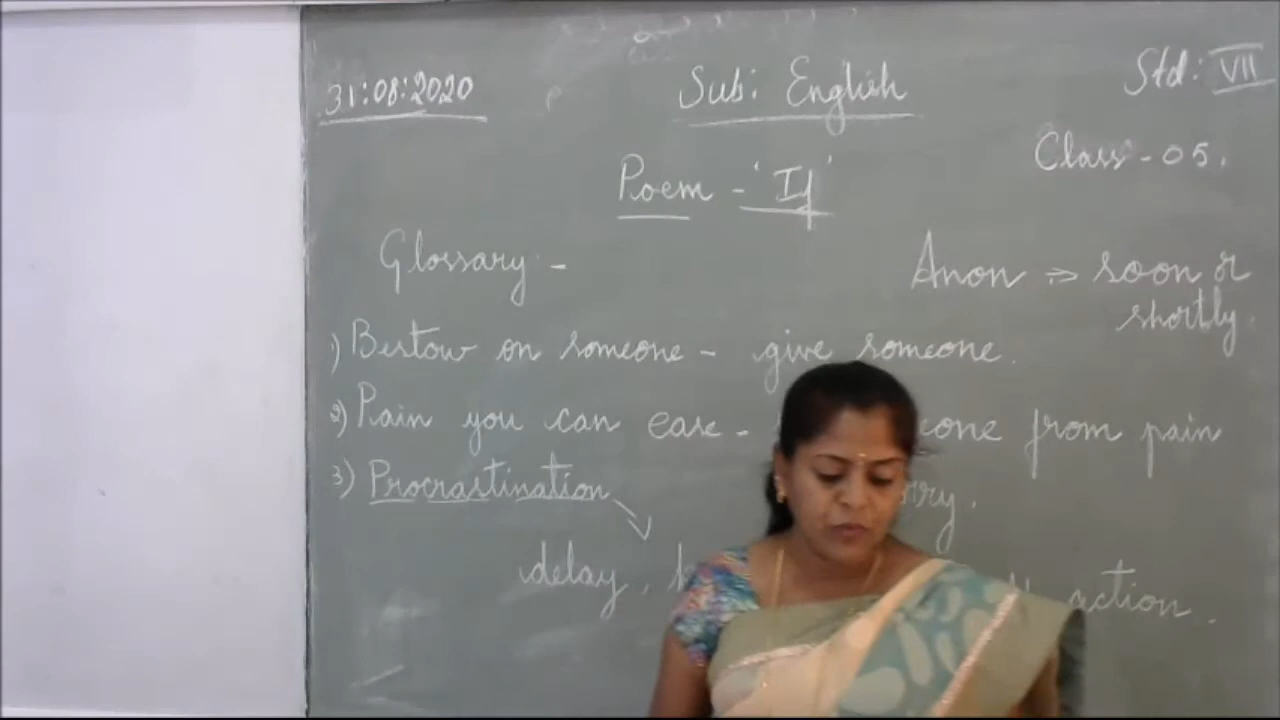 31:08:2020 Sub: English Std: VII
Class - 05.
Poem - 'If'
Glossary :-
Anon => soon or shortly.
1) Bestow on someone - give someone.
2) Pain you can ease - from pain
3) Procrastination
delay, action.